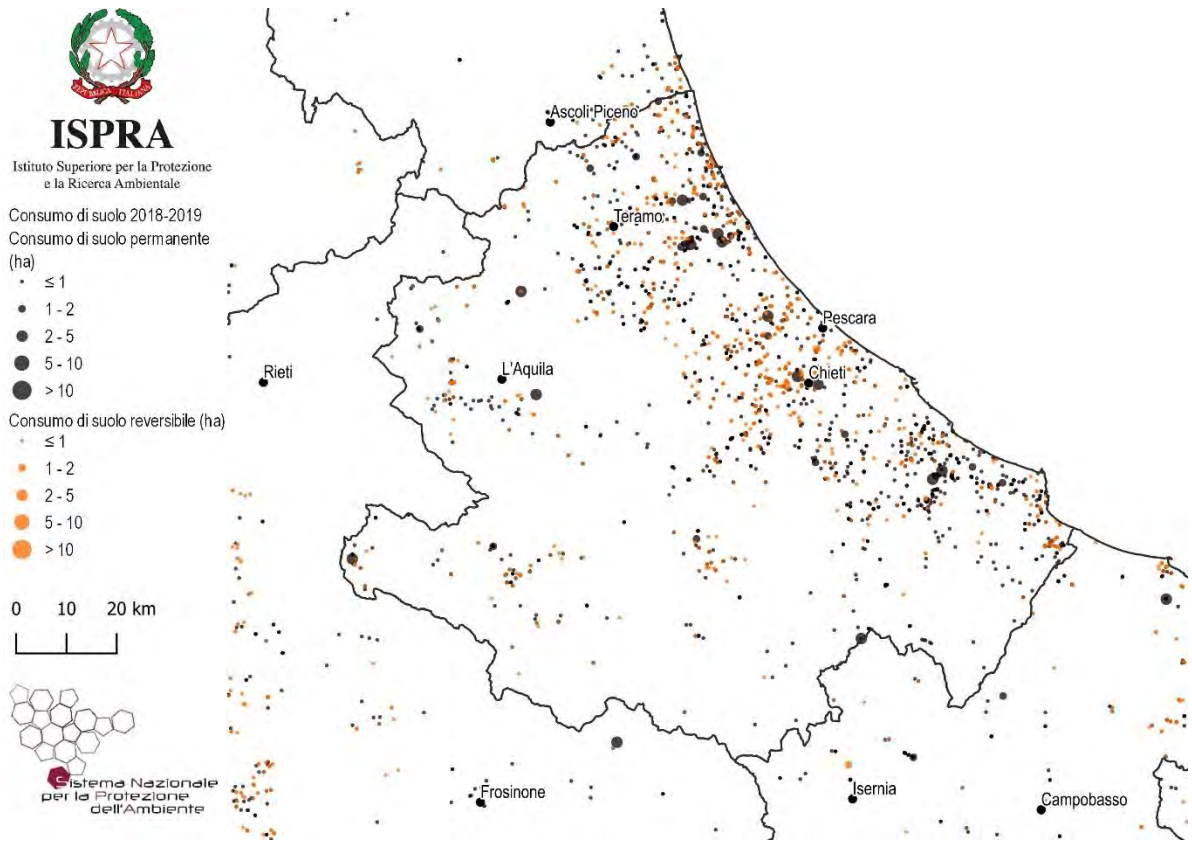 REPVBBLICA ITALIANA
ISPRA
Istituto Superiore per la Protezione
e la Ricerca Ambientale
Consumo di suolo 2018-2019
Consumo di suolo permanente
(ha)
≤ 1
1 - 2
2 - 5
5 - 10
> 10
Consumo di suolo reversibile (ha)
≤ 1
1 - 2
2 - 5
5 - 10
> 10
0 10 20 km
Sistema Nazionale
per la Protezione
dell'Ambiente
Ascoli Piceno
Teramo
Pescara
Rieti
L'Aquila
Chieti
Frosinone
Isernia
Campobasso